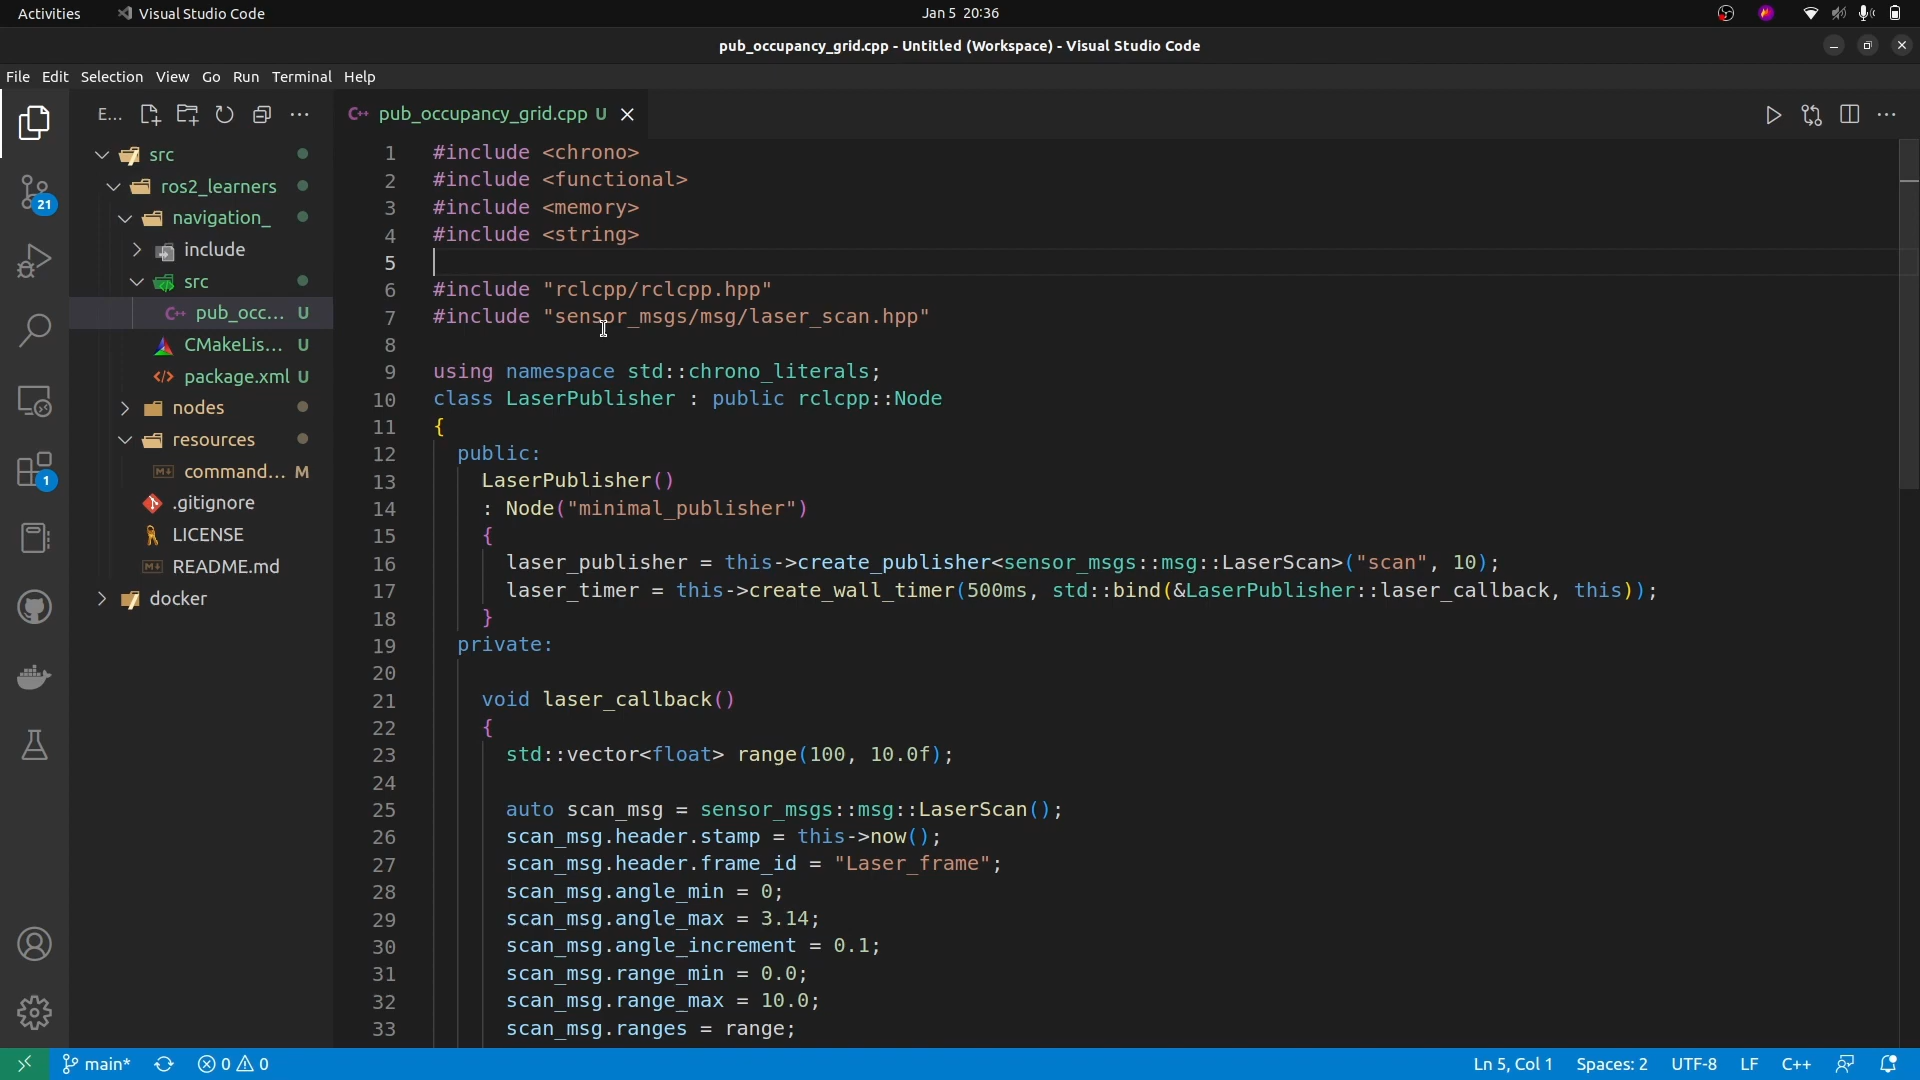 Activities Visual Studio Code Jan 5 20:36
pub_occupancy_grid.cpp - Untitled (Workspace) - Visual Studio Code
File Edit Selection View Go Run Terminal Help
E...
src
ros2_learners
navigation_
include
src
pub_occ... U
CMakeLis... U
package.xml U
nodes
resources
command... M
.gitignore
LICENSE
README.md
docker
21
1
pub_occupancy_grid.cpp U
1 #include <chrono>
2 #include <functional>
3 #include <memory>
4 #include <string>
5
6 #include "rclcpp/rclcpp.hpp"
7 #include "sensor_msgs/msg/laser_scan.hpp"
8
9 using namespace std::chrono_literals;
10 class LaserPublisher : public rclcpp::Node
11 {
12 public:
13 LaserPublisher()
14 : Node("minimal_publisher")
15 {
16 laser_publisher = this->create_publisher<sensor_msgs::msg::LaserScan>("scan", 10);
17 laser_timer = this->create_wall_timer(500ms, std::bind(&LaserPublisher::laser_callback, this));
18 }
19 private:
20
21 void laser_callback()
22 {
23 std::vector<float> range(100, 10.0f);
24
25 auto scan_msg = sensor_msgs::msg::LaserScan();
26 scan_msg.header.stamp = this->now();
27 scan_msg.header.frame_id = "Laser_frame";
28 scan_msg.angle_min = 0;
29 scan_msg.angle_max = 3.14;
30 scan_msg.angle_increment = 0.1;
31 scan_msg.range_min = 0.0;
32 scan_msg.range_max = 10.0;
33 scan_msg.ranges = range;
main* 0 0 Ln 5, Col 1 Spaces: 2 UTF-8 LF C++